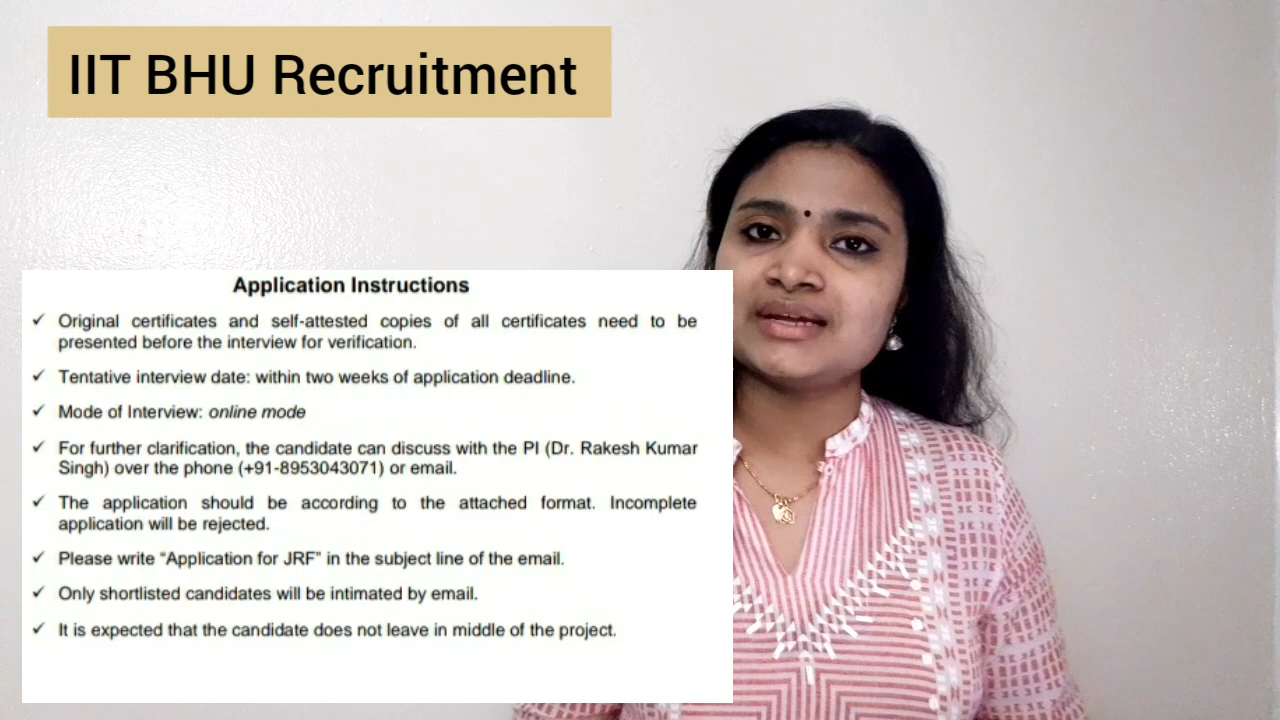 IIT BHU Recruitment
Application Instructions
✓ Original certificates and self-attested copies of all certificates need to be
presented before the interview for verification.
✓ Tentative interview date: within two weeks of application deadline.
✓ Mode of Interview: online mode
✓ For further clarification, the candidate can discuss with the PI (Dr. Rakesh Kumar
Singh) over the phone (+91-8953043071) or email.
✓ The application should be according to the attached format. Incomplete
application will be rejected.
✓ Please write “Application for JRF” in the subject line of the email.
✓ Only shortlisted candidates will be intimated by email.
✓ It is expected that the candidate does not leave in middle of the project.